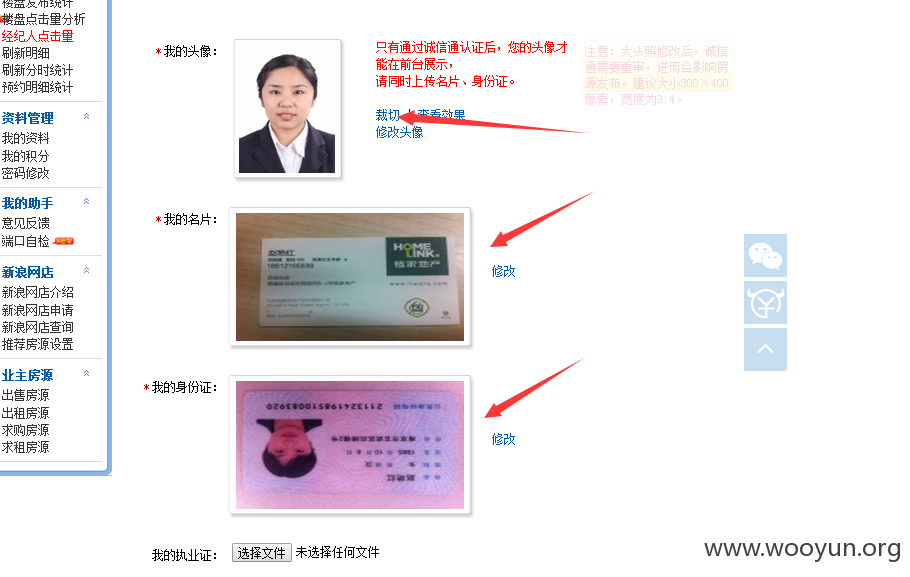 楼盘发布统计
楼盘点击量分析
经纪人点击量
刷新明细
刷新分时统计
预约明细统计
资料管理
我的资料
我的积分
密码修改
我的助手
意见反馈
端口自检 NEW
新浪网店
新浪网店介绍
新浪网店申请
新浪网店查询
推荐房源设置
业主房源
出售房源
出租房源
求购房源
求租房源
*我的头像：
只有通过诚信通认证后，您的头像才
能在前台展示，
请同时上传名片、身份证。
裁切
查看效果
修改头像
注意：大头照修改后，诚信
通需要重审，进而会影响房
源发布。建议大小300×400
像素，宽度为3:4。
*我的名片：
HOME
LINK
链家地产
修改
*我的身份证：
修改
我的执业证：
选择文件 未选择任何文件
www.wooyun.org